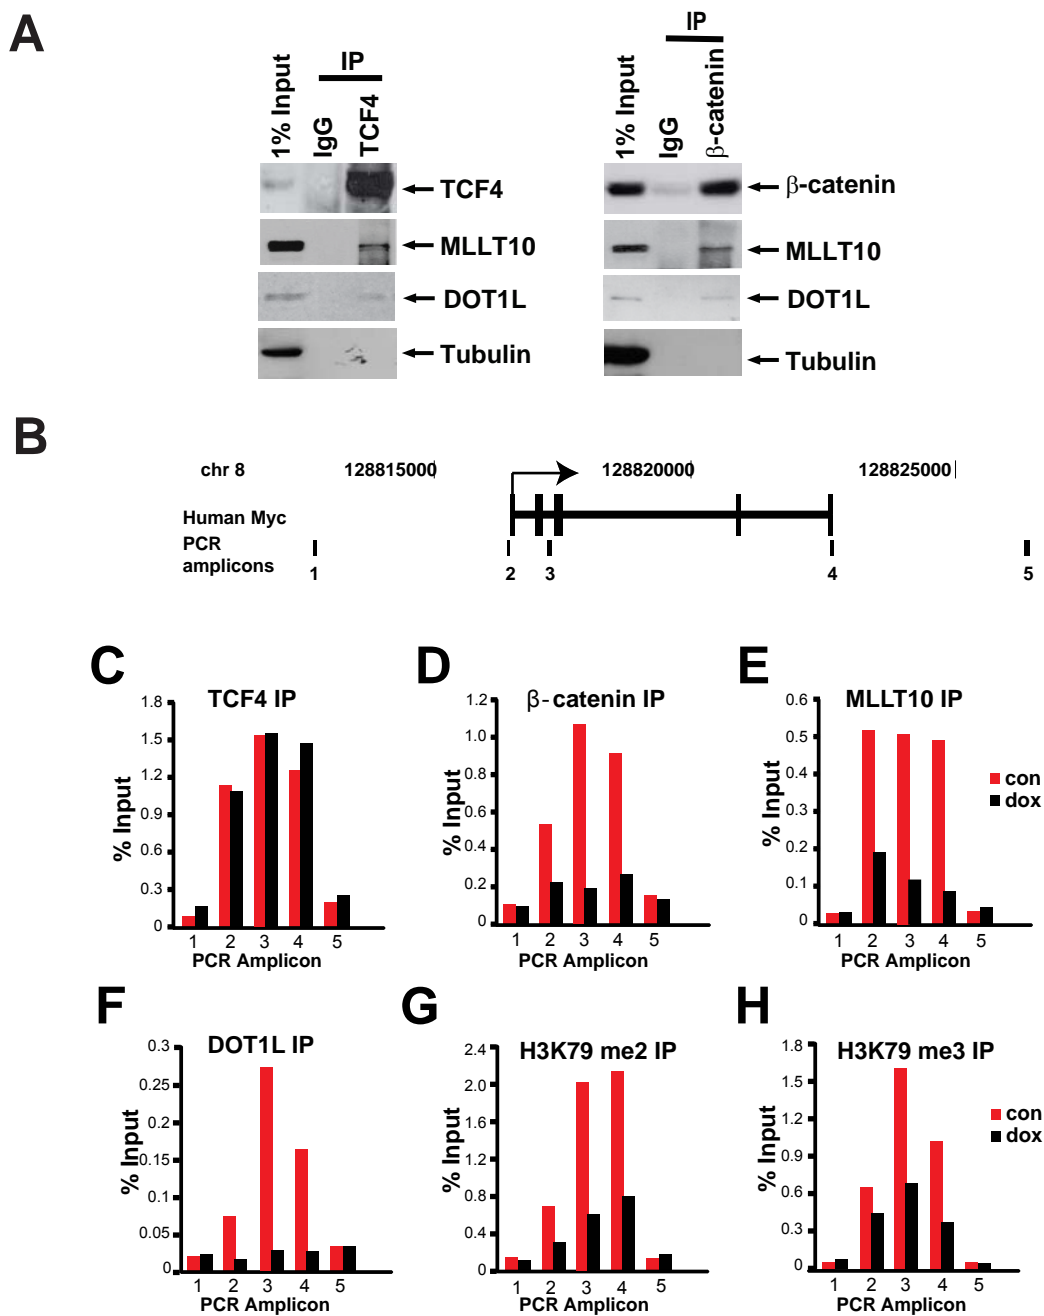 A
IP
1% Input
IgG
TCF4
TCF4
MLLT10
DOT1L
Tubulin
IP
1% Input
IgG
β-catenin
β-catenin
MLLT10
DOT1L
Tubulin
B
chr 8
128815000
128820000
128825000
Human Myc
PCR
amplicons
1
2
3
4
5
C
TCF4 IP
% Input
1.8
1.5
1.2
0.9
0.6
0.3
0
1 2 3 4 5
PCR Amplicon
D
β-catenin IP
% Input
1.2
1.0
0.8
0.6
0.4
0.2
0
1 2 3 4 5
PCR Amplicon
E
MLLT10 IP
% Input
0.6
0.5
0.4
0.3
0.2
0.1
0
1 2 3 4 5
PCR Amplicon
con
dox
F
DOT1L IP
% Input
0.3
0.25
0.2
0.15
0.1
0.05
0
1 2 3 4 5
PCR Amplicon
G
H3K79 me2 IP
% Input
2.4
2.0
1.6
1.2
0.8
0.4
0
1 2 3 4 5
PCR Amplicon
H
H3K79 me3 IP
% Input
1.8
1.5
1.2
0.9
0.6
0.3
0
1 2 3 4 5
PCR Amplicon
con
dox